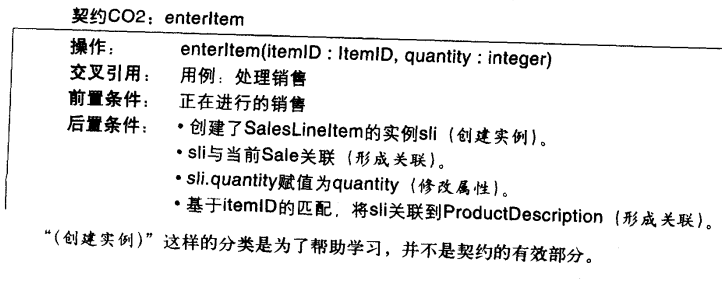 契约CO2：enterItem
操作： enterItem(itemID : ItemID, quantity : integer)
交叉引用： 用例：处理销售
前置条件： 正在进行的销售
后置条件： • 创建了SalesLineItem的实例sli（创建实例）。
• sli与当前Sale关联（形成关联）。
• sli.quantity赋值为quantity（修改属性）。
• 基于itemID的匹配，将sli关联到ProductDescription（形成关联）。
“（创建实例）”这样的分类是为了帮助学习，并不是契约的有效部分。